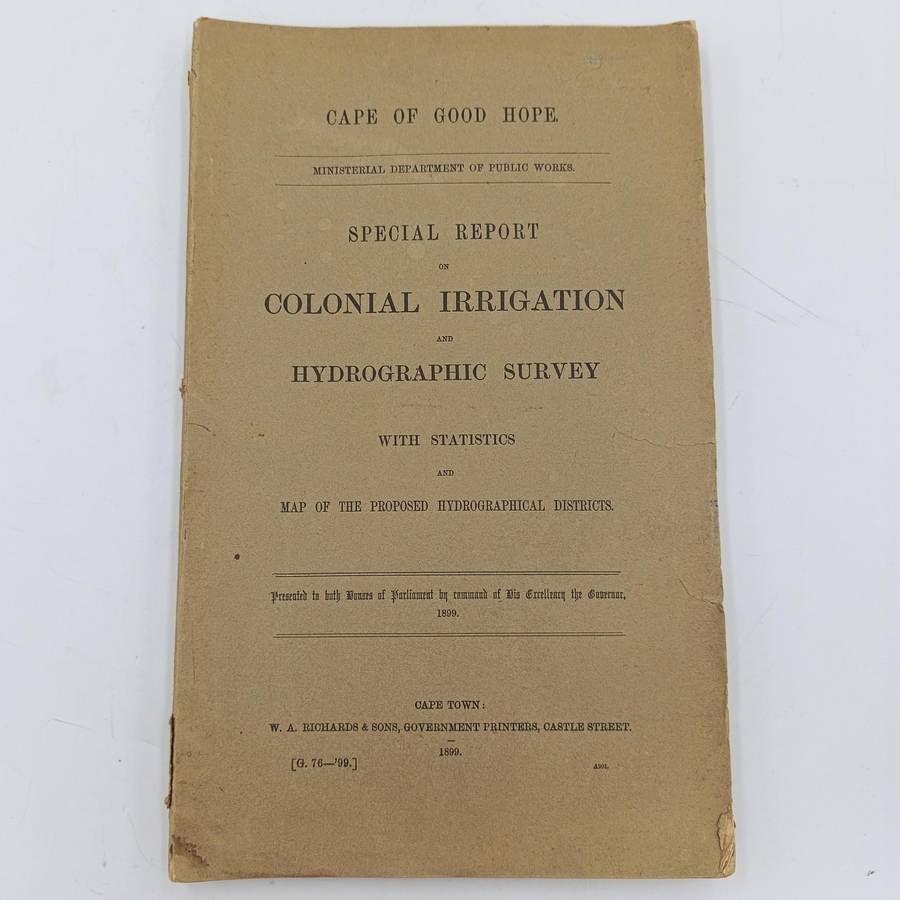 CAPE OF GOOD HOPE.
MINISTERIAL DEPARTMENT OF PUBLIC WORKS.
SPECIAL REPORT
ON
COLONIAL IRRIGATION
AND
HYDROGRAPHIC SURVEY
WITH STATISTICS
AND
MAP OF THE PROPOSED HYDROGRAPHICAL DISTRICTS.
Presented to both Houses of Parliament by command of His Excellency the Governor,
1899.
CAPE TOWN:
W. A. RICHARDS & SONS, GOVERNMENT PRINTERS, CASTLE STREET.
1899.
[G. 76—'99.]